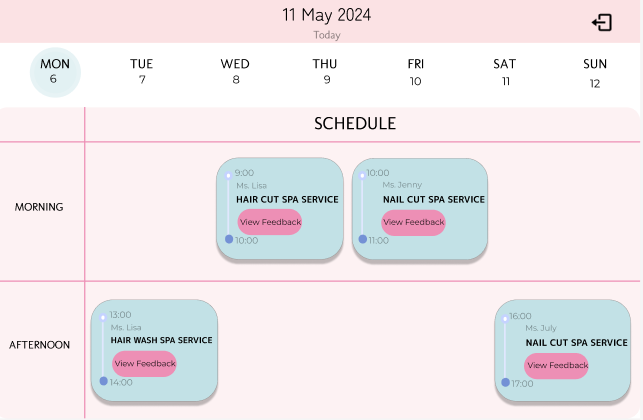 11 May 2024
Today
MON TUE WED THU FRI SAT SUN
6 7 8 9 10 11 12
SCHEDULE
MORNING
9:00
Ms. Lisa
HAIR CUT SPA SERVICE
View Feedback
10:00
10:00
Ms. Jenny
NAIL CUT SPA SERVICE
View Feedback
11:00
AFTERNOON
13:00
Ms. Lisa
HAIR WASH SPA SERVICE
View Feedback
14:00
16:00
Ms. July
NAIL CUT SPA SERVICE
View Feedback
17:00